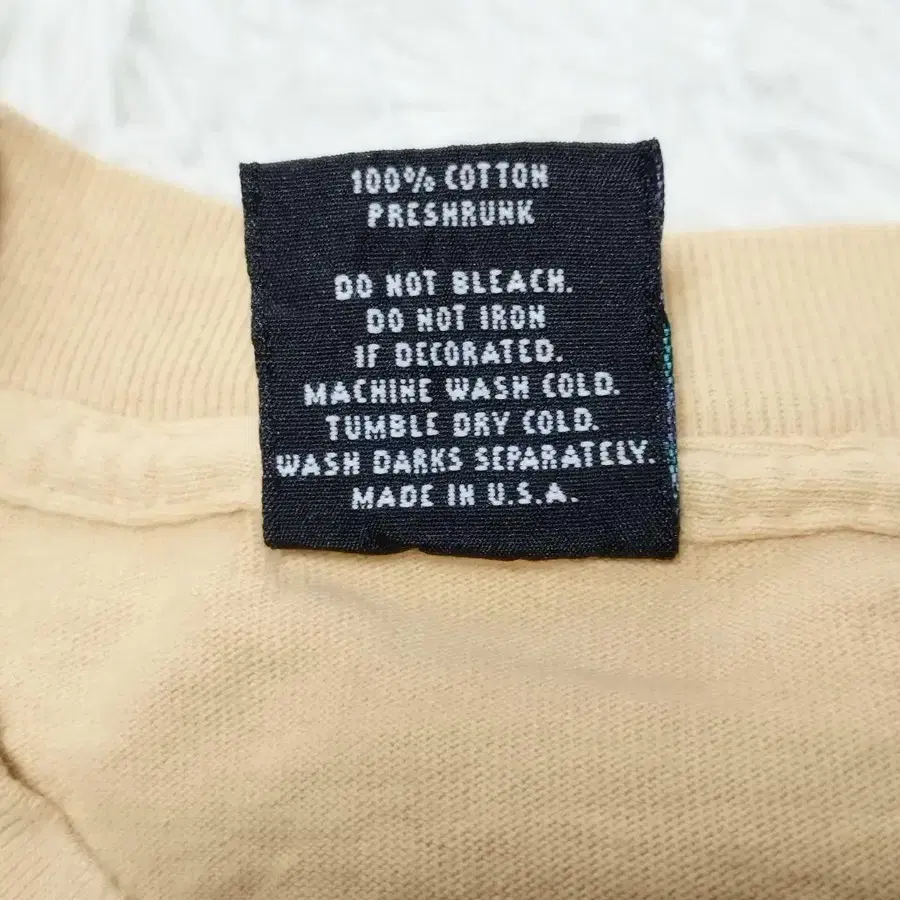 100% COTTON
PRESHRUNK
DO NOT BLEACH.
DO NOT IRON
IF DECORATED.
MACHINE WASH COLD.
TUMBLE DRY COLD.
WASH DARKS SEPARATELY.
MADE IN U.S.A.